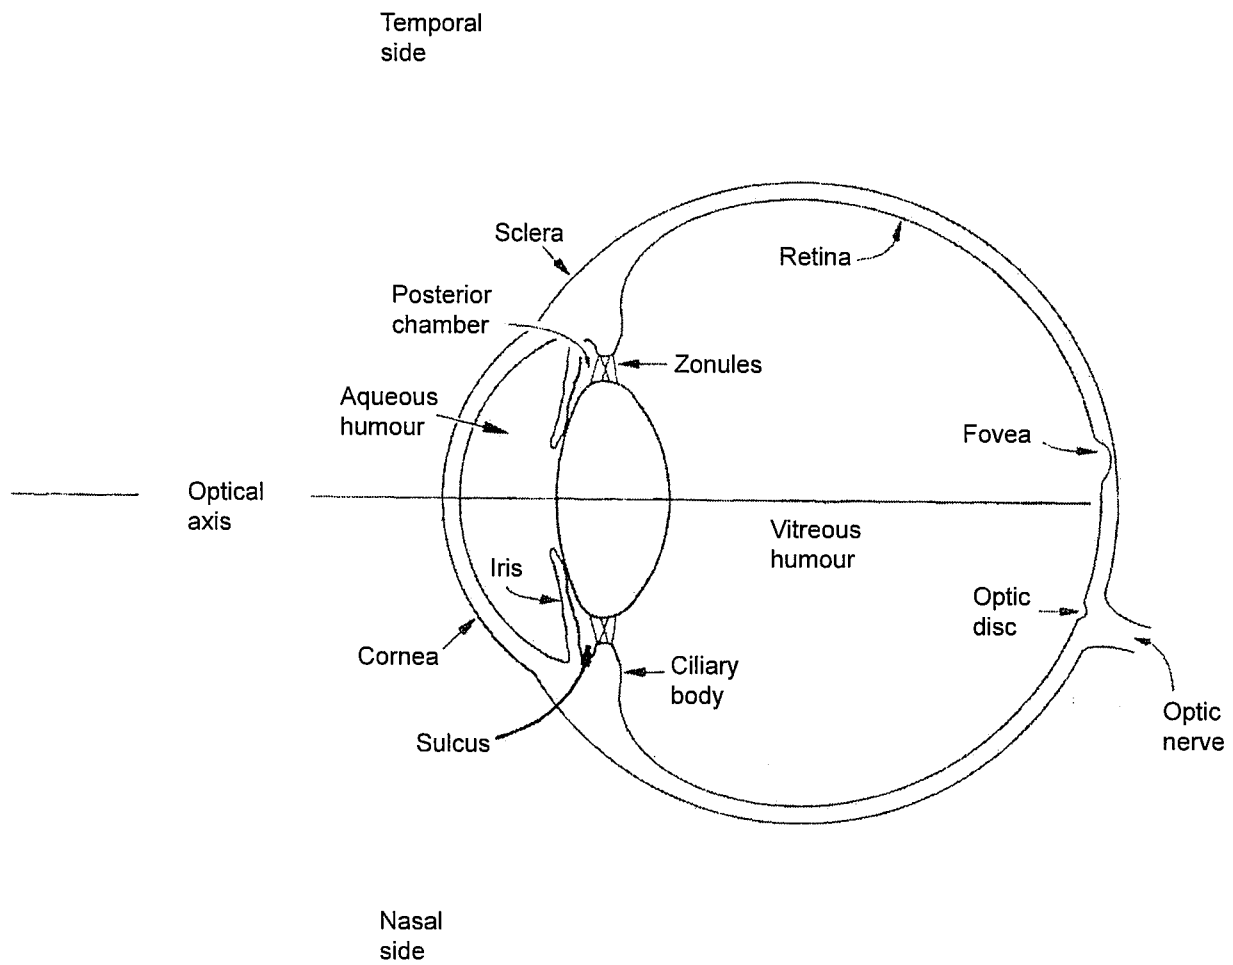 Temporal
side
Sclera
Retina
Posterior
chamber
Zonules
Aqueous
humour
Fovea
Optical
axis
Vitreous
humour
Iris
Optic
disc
Cornea
Ciliary
body
Sulcus
Optic
nerve
Nasal
side